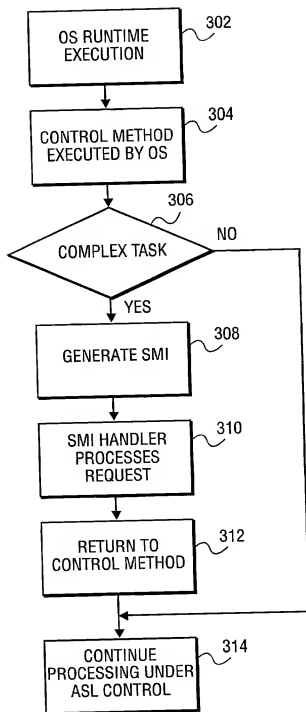 OS RUNTIME
EXECUTION
302
CONTROL METHOD
EXECUTED BY OS
304
306
COMPLEX TASK
NO
YES
GENERATE SMI
308
SMI HANDLER
PROCESSES
REQUEST
310
RETURN TO
CONTROL METHOD
312
CONTINUE
PROCESSING UNDER
ASL CONTROL
314